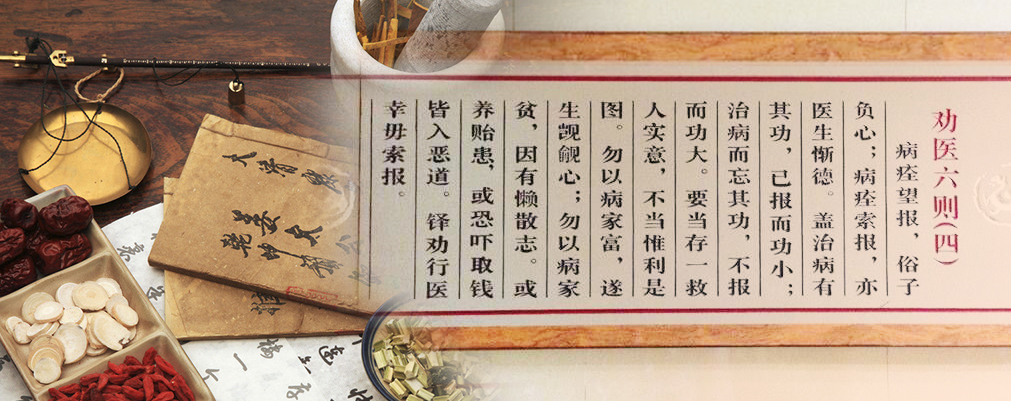 劝医六则(四)
病痊望报，俗子
负心；病痊索报，亦
医生惭德。盖治病有
其功，已报而功小；
治病而忘其功，不报
而功大。要当存一救
人实意，不当惟利是
图。勿以病家富，遂
生觊觎心；勿以病家
贫，因有懒散志。或
养贻患，或恐吓取钱
皆入恶道。铎劝行医
幸毋索报。